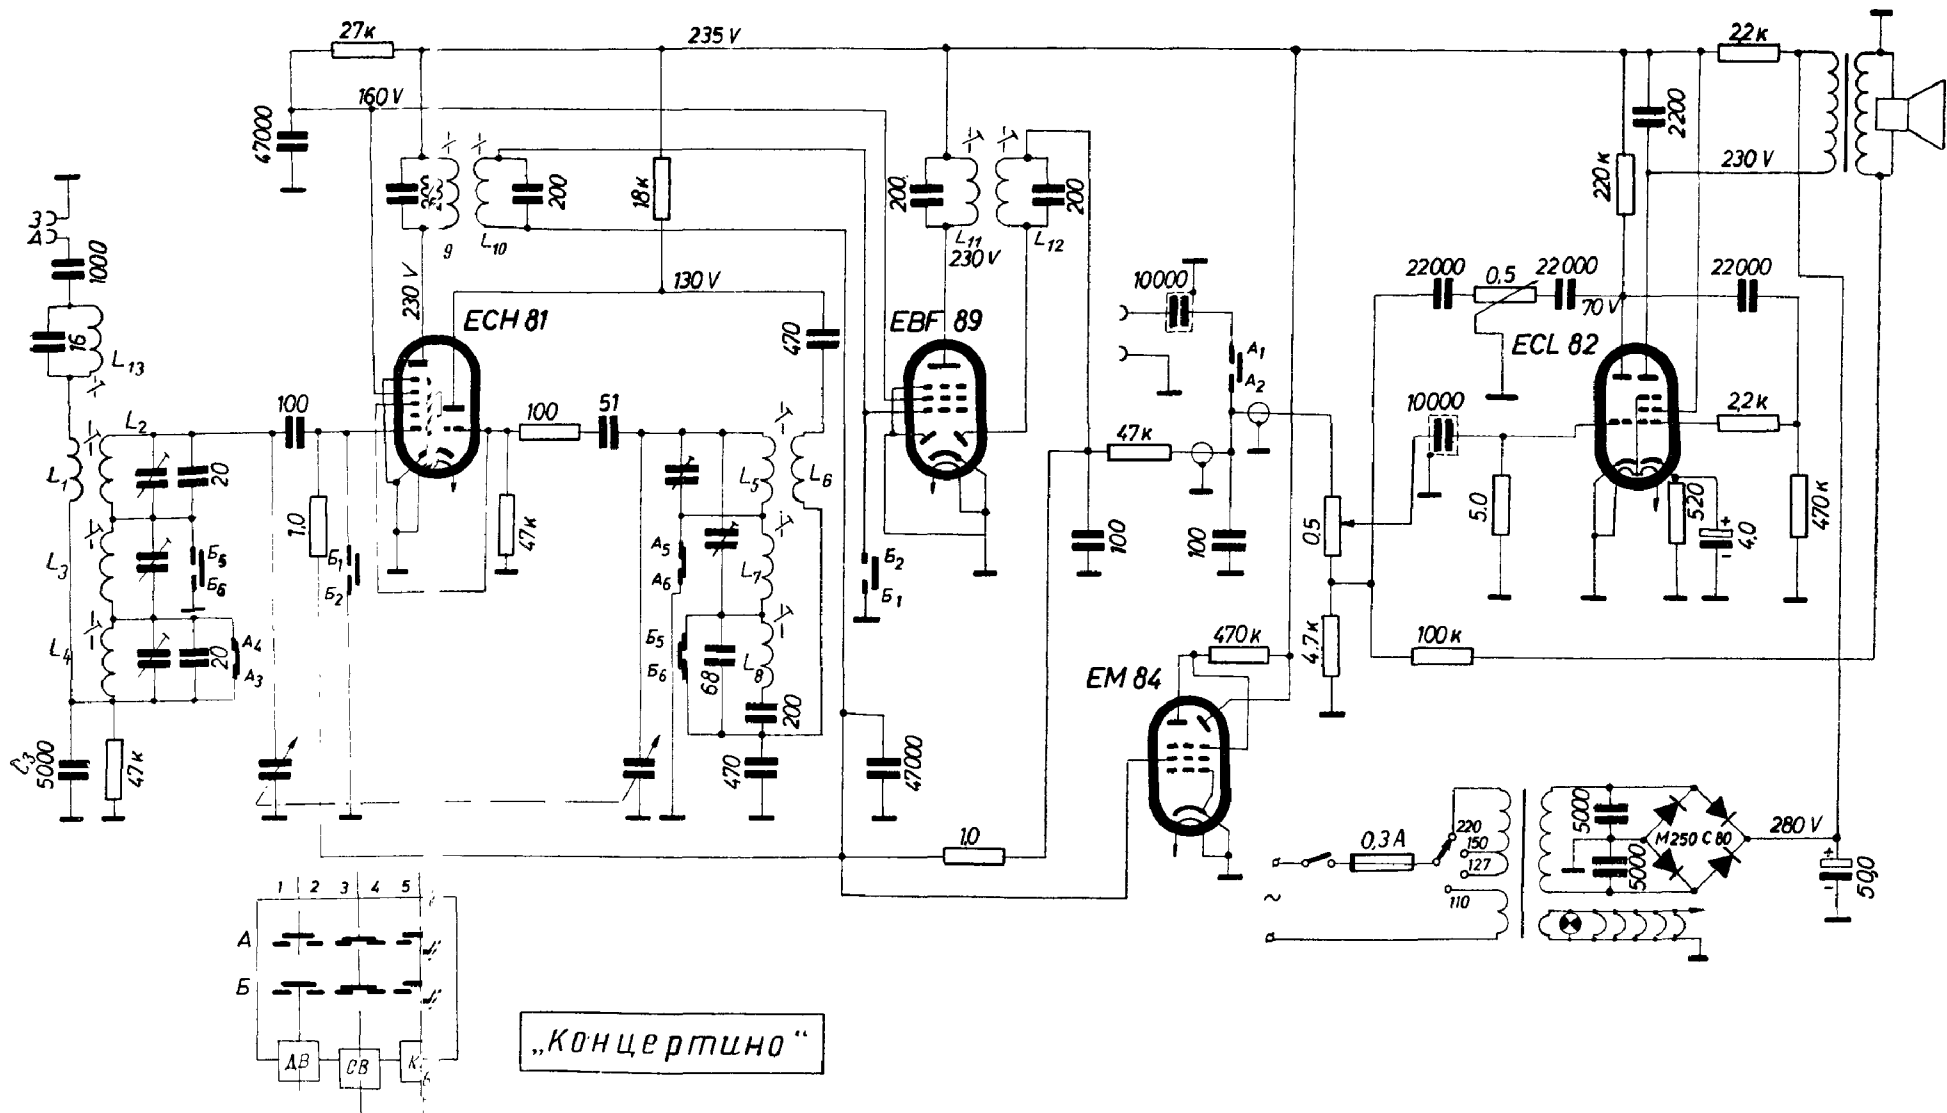 27к
235 V
22к
160 V
47000
2200
220к
230 V
200
18к
200
200
З
А
1000
9
L10
L11
230 V
L12
230 V
130 V
10000
22000
0,5
22000
70 V
22000
16
L13
ECH 81
470
EBF 89
ECL 82
A1
A2
L2
100
100
51
47к
10000
2,2к
L1
20
L5
L6
1,0
47к
100
100
0,5
5.0
520
4,0
470к
L3
Б5
Б6
Б1
Б2
A5
A6
L7
Б2
Б1
L4
20
A4
A3
Б5
Б6
68
L8
200
470к
4,7к
100к
EM 84
C3
5000
47к
470
47000
1,0
0,3 A
220
150
127
110
5000
5000
M250 C80
280 V
50,0
~
1 2 3 4 5
А
Б
ДВ
СВ
К
„Концертино“